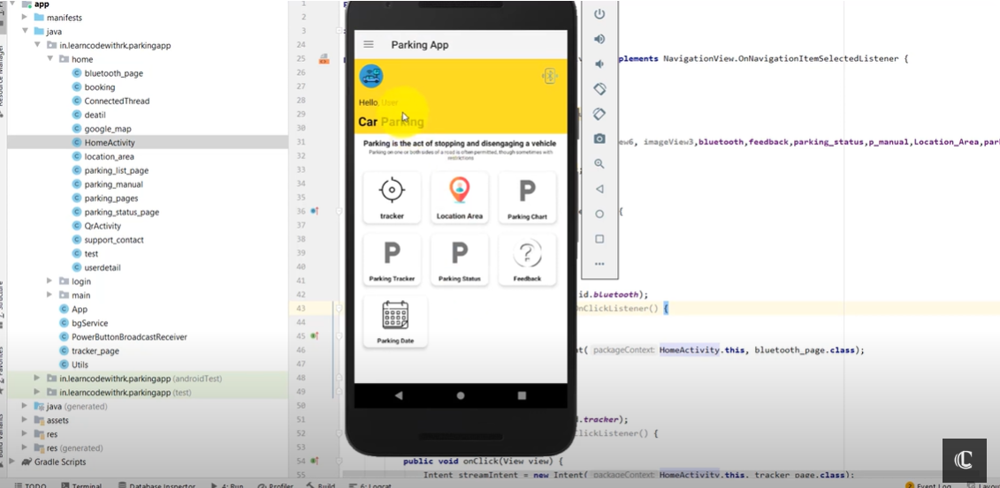 app
manifests
java
in.learncodewithrk.parkingapp
home
bluetooth_page
booking
ConnectedThread
deatil
google_map
HomeActivity
location_area
parking_list_page
parking_manual
parking_pages
parking_status_page
QrActivity
support_contact
test
userdetail
login
main
App
bgService
PowerButtonBroadcastReceiver
tracker_page
Utils
in.learncodewithrk.parkingapp (androidTest)
in.learncodewithrk.parkingapp (test)
java (generated)
assets
res
res (generated)
Gradle Scripts
1
2
3
24
25
26
27
28
29
30
31
32
33
34
35
36
37
38
39
40
41
42
43
44
45
46
47
48
49
50
51
52
53
54
55
Parking App
Hello, User
Car Parking
Parking is the act of stopping and disengaging a vehicle
Parking on one or both sides of a road is often permitted, though sometimes with
restrictions
tracker
Location Area
P
Parking Chart
P
Parking Tracker
P
Parking Status
?
Feedback
Parking Date
plements NavigationView.OnNavigationItemSelectedListener {
ew6, imageView3,bluetooth,feedback,parking_status,p_manual,Location_Area,par
{
id.bluetooth);
nClickListener() {
t( packageContext: HomeActivity.this, bluetooth_page.class);
d.tracker);
ClickListener() {
public void onClick(View view) {
Intent streamIntent = new Intent( packageContext: HomeActivity.this, tracker_page.class);
TODO Terminal Database Inspector 4: Run Profiler Build 6: Logcat
2 Event Log